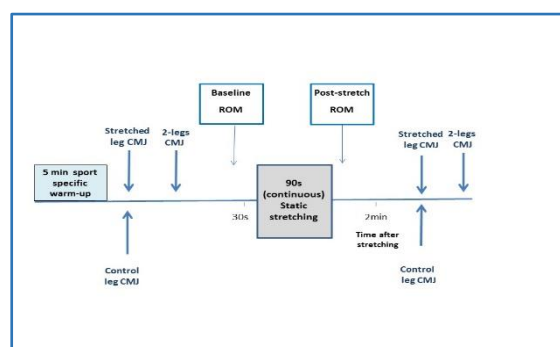 Baseline
ROM
Post-stretch
ROM
Stretched
leg CMJ
2-legs
CMJ
Stretched
leg CMJ
2-legs
CMJ
5 min sport
specific
warm-up
90s
(continuous)
Static
stretching
30s
2min
Time after
stretching
Control
leg CMJ
Control
leg CMJ